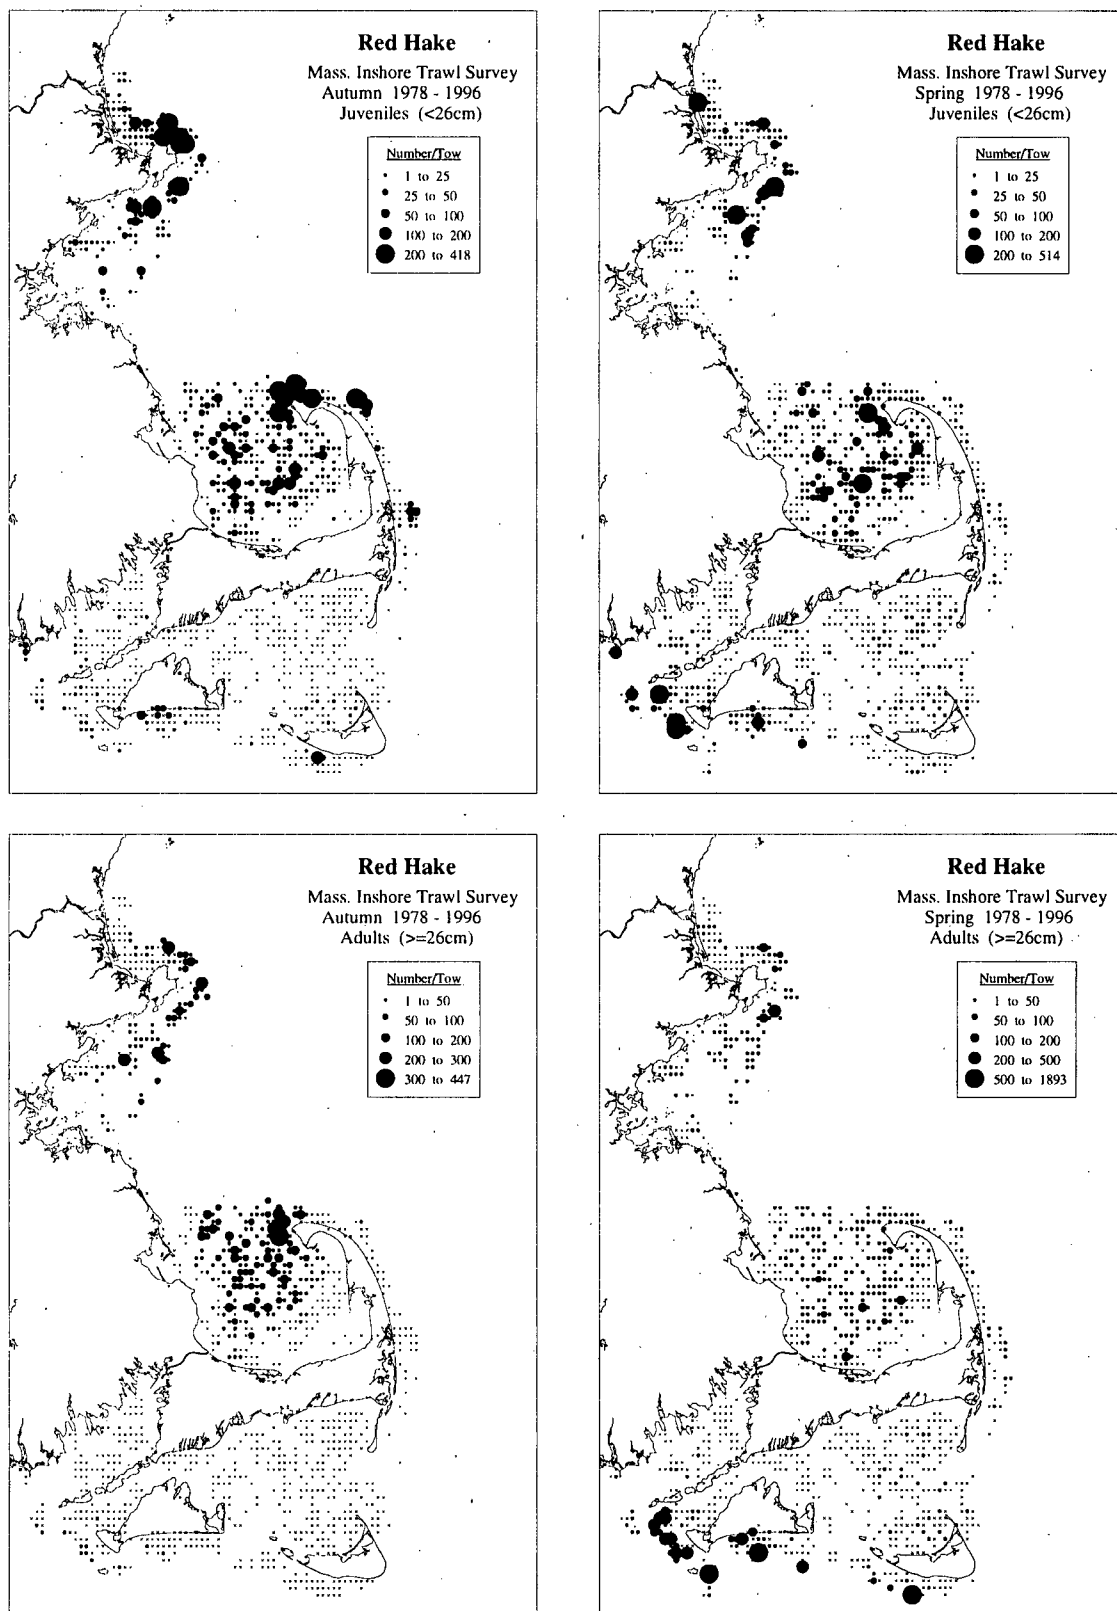 Red Hake
Mass. Inshore Trawl Survey
Autumn 1978 - 1996
Juveniles (<26cm)
Number/Tow
1 to 25
25 to 50
50 to 100
100 to 200
200 to 418
Red Hake
Mass. Inshore Trawl Survey
Spring 1978 - 1996
Juveniles (<26cm)
Number/Tow
1 to 25
25 to 50
50 to 100
100 to 200
200 to 514
Red Hake
Mass. Inshore Trawl Survey
Autumn 1978 - 1996
Adults (>=26cm)
Number/Tow
1 to 50
50 to 100
100 to 200
200 to 300
300 to 447
Red Hake
Mass. Inshore Trawl Survey
Spring 1978 - 1996
Adults (>=26cm)
Number/Tow
1 to 50
50 to 100
100 to 200
200 to 500
500 to 1893